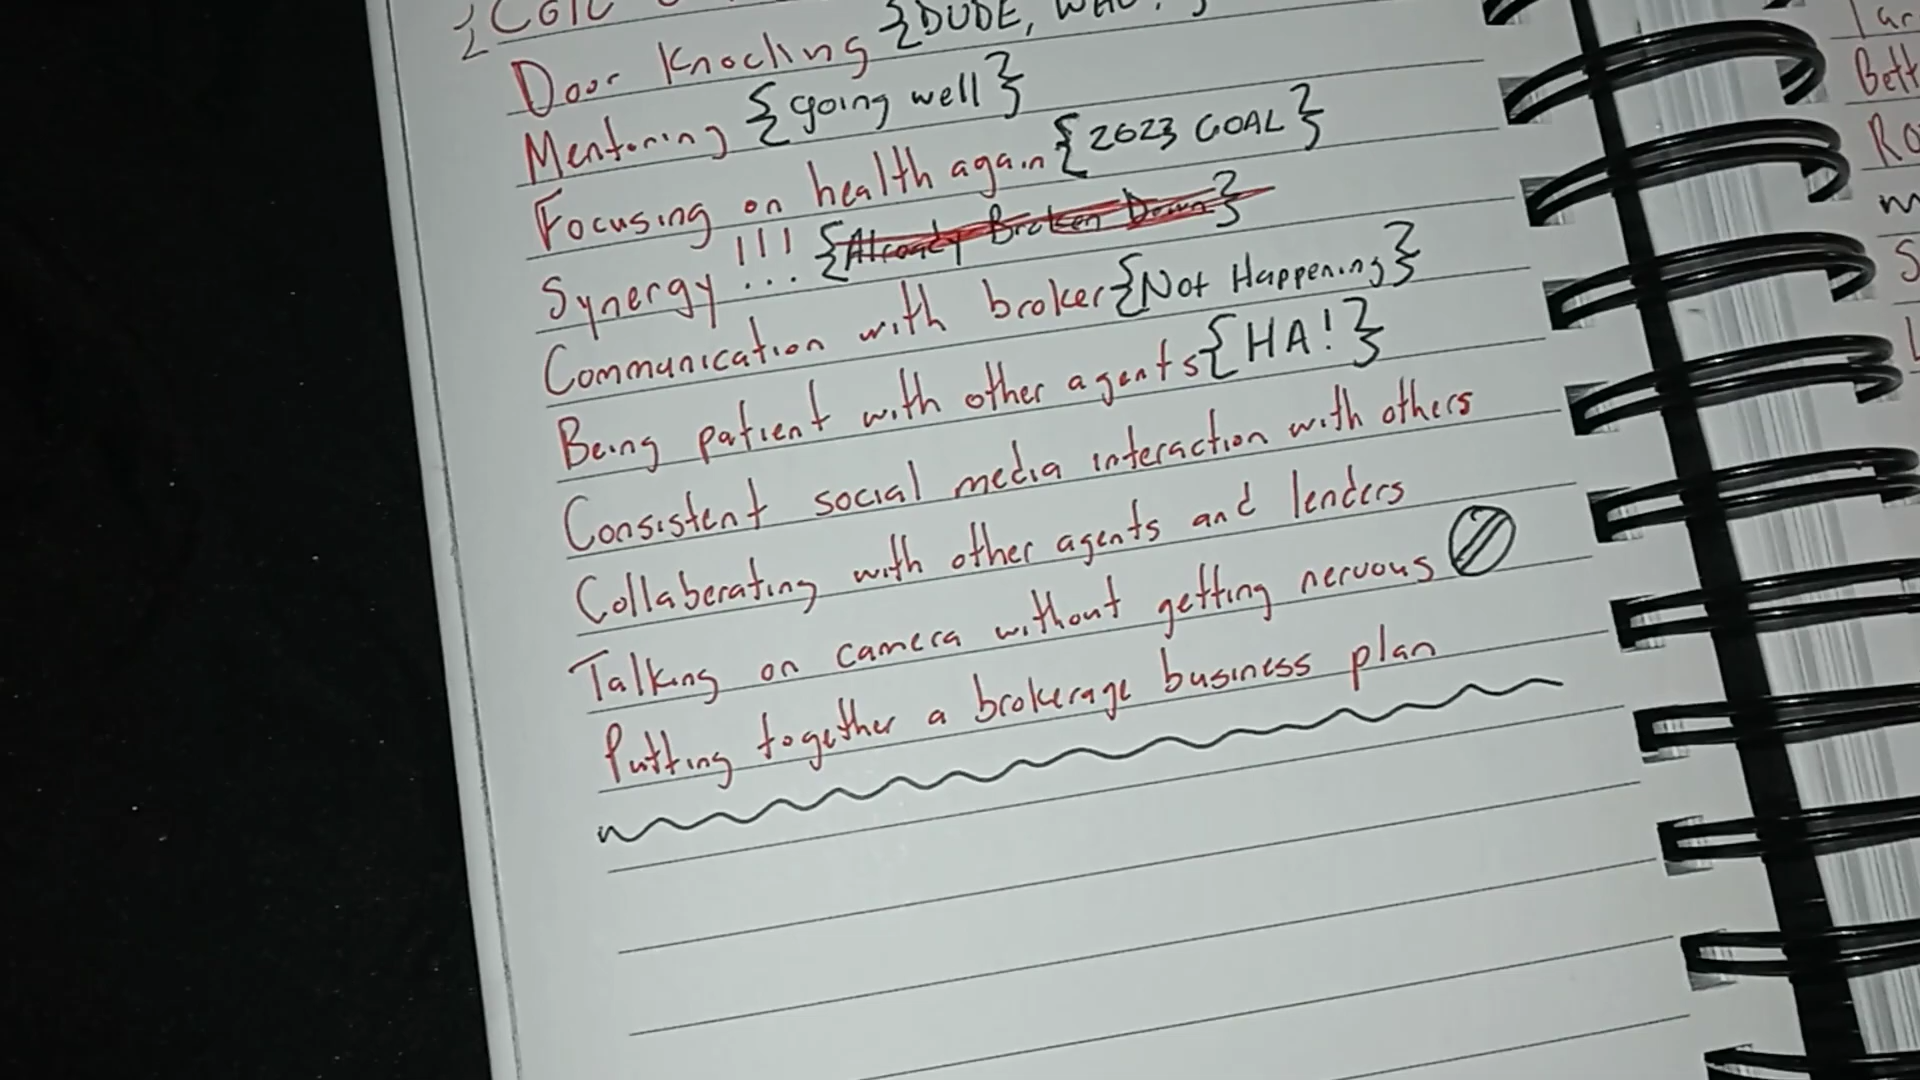 {Cold
Door Knocking {DUDE,
Mentoring {going well}
Focusing on health again {2023 GOAL}
Synergy!!! {Already Broken Down}
Communication with broker {Not Happening}
Being patient with other agents {HA!}
Consistent social media interaction with others
Collaberating with other agents and lenders
Talking on camera without getting nervous
Putting together a brokerage business plan